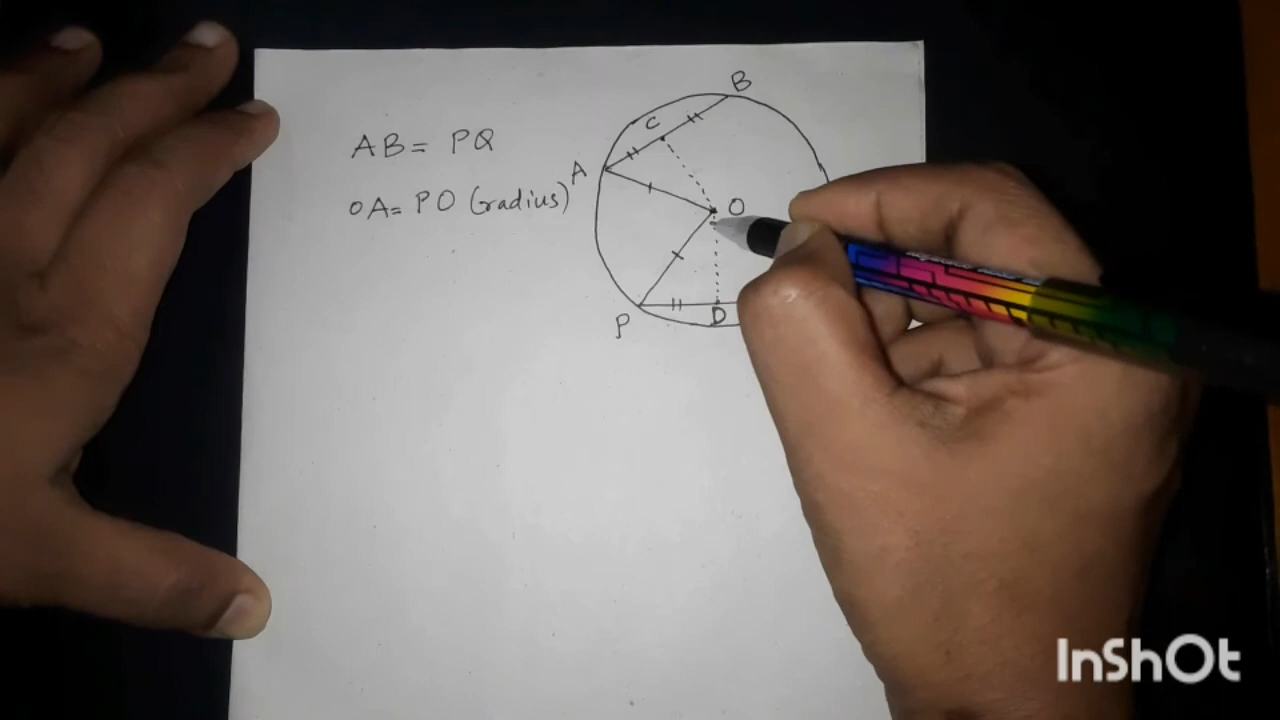 AB = PQ
OA = PO (radius)
B
C
A
O
P
D
InShOt